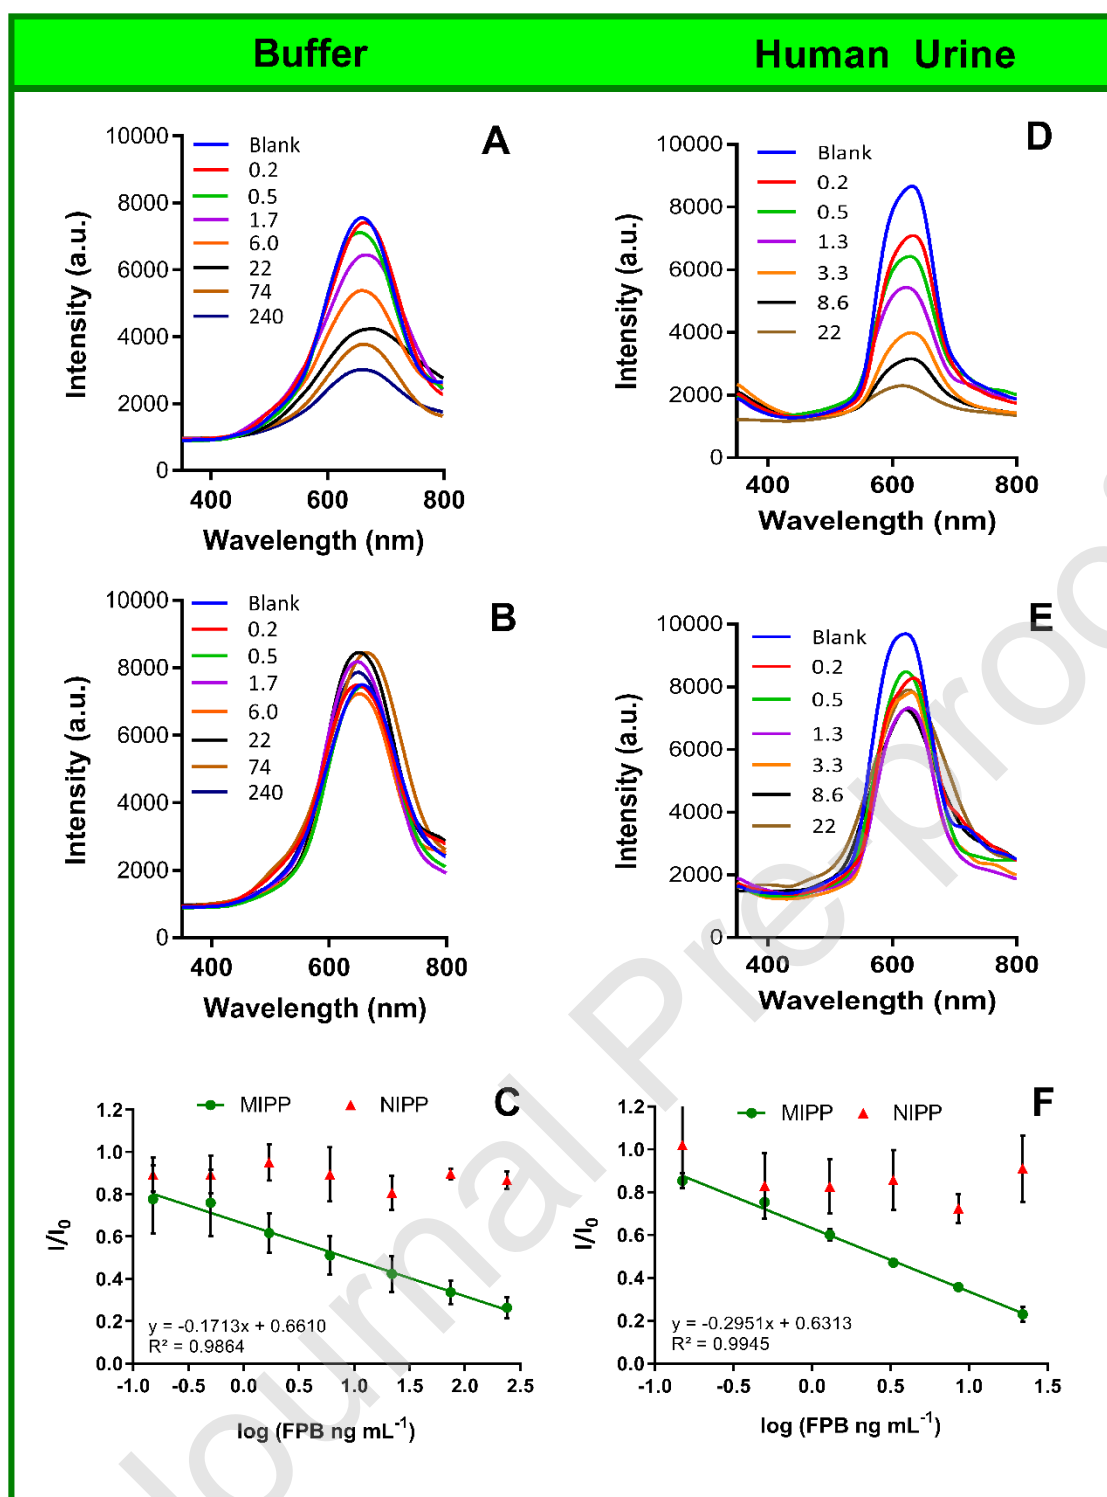 Buffer
Human Urine
A
10000
8000
6000
4000
2000
0
Intensity (a.u.)
Blank
0.2
0.5
1.7
6.0
22
74
240
400
600
800
Wavelength (nm)
D
10000
8000
6000
4000
2000
0
Intensity (a.u.)
Blank
0.2
0.5
1.3
3.3
8.6
22
400
600
800
Wavelength (nm)
B
10000
8000
6000
4000
2000
0
Intensity (a.u.)
Blank
0.2
0.5
1.7
6.0
22
74
240
400
600
800
Wavelength (nm)
E
10000
8000
6000
4000
2000
0
Intensity (a.u.)
Blank
0.2
0.5
1.3
3.3
8.6
22
400
600
800
Wavelength (nm)
C
MIPP NIPP
1.2
1.0
0.8
0.6
0.4
0.2
0.0
I/I₀
y = -0.1713x + 0.6610
R² = 0.9864
-1.0 -0.5 0.0 0.5 1.0 1.5 2.0 2.5
log (FPB ng mL⁻¹)
F
MIPP NIPP
1.2
1.0
0.8
0.6
0.4
0.2
0.0
I/I₀
y = -0.2951x + 0.6313
R² = 0.9945
-1.0 -0.5 0.0 0.5 1.0 1.5
log (FPB ng mL⁻¹)
Journal Pre-proo